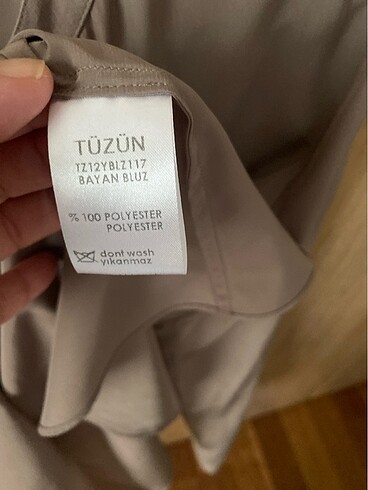 TÜZÜN
TZ12YBLZ117
BAYAN BLUZ
% 100 POLYESTER
POLYESTER
dont wash
yıkanmaz